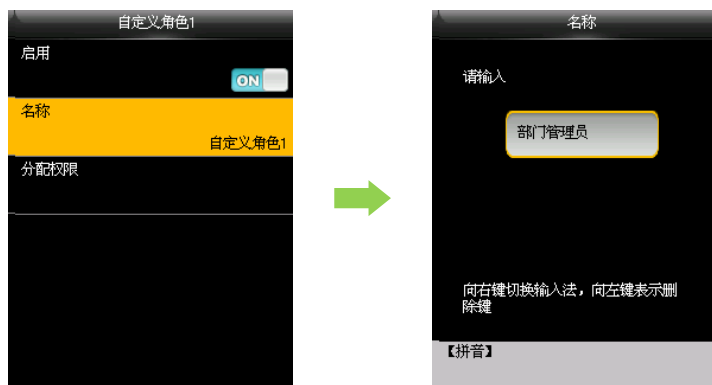 自定义角色1
启用
ON
名称
自定义角色1
分配权限
名称
请输入
部门管理员
向右键切换输入法，向左键表示删
除键
【拼音】